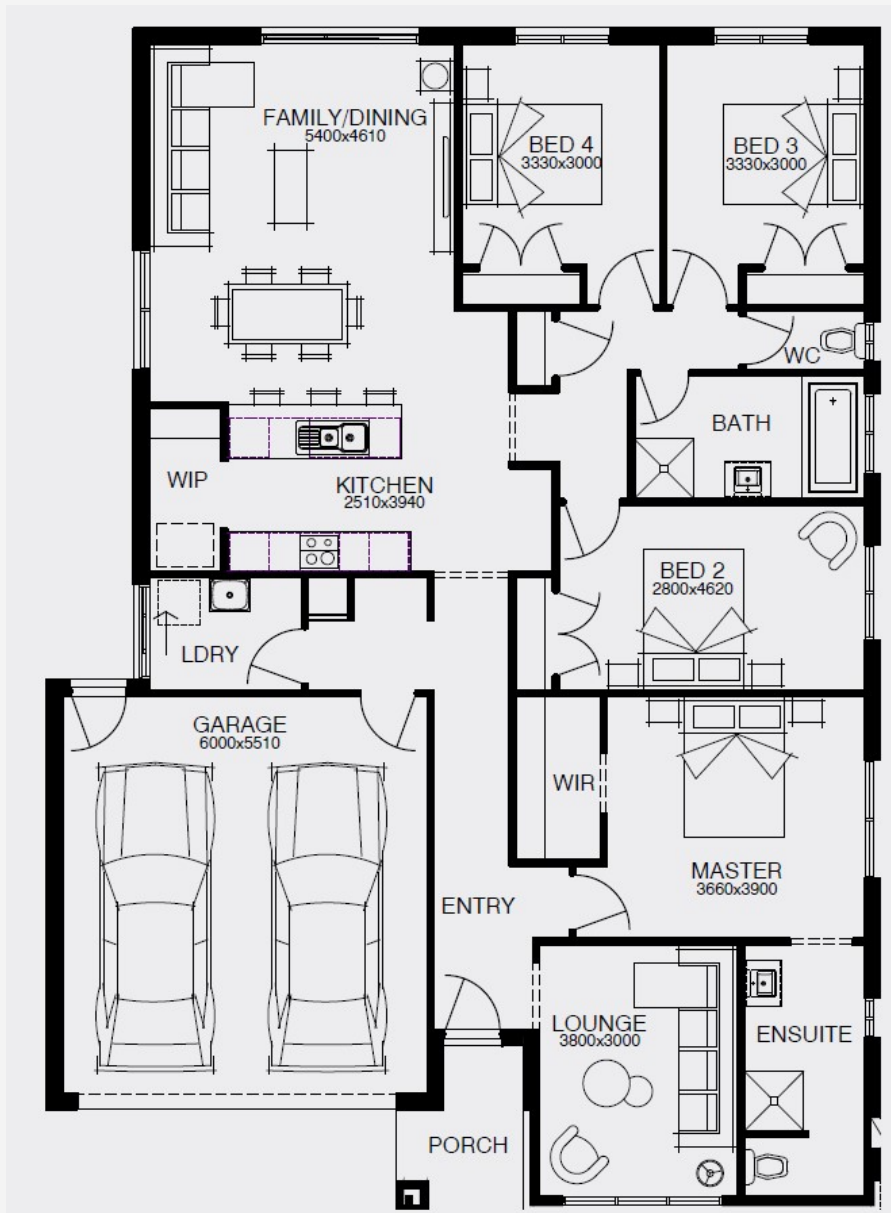 FAMILY/DINING
5400x4610
BED 4
3330x3000
BED 3
3330x3000
WC
BATH
WIP
KITCHEN
2510x3940
BED 2
2800x4620
LDRY
GARAGE
6000x5510
WIR
MASTER
3660x3900
ENTRY
LOUNGE
3800x3000
ENSUITE
PORCH